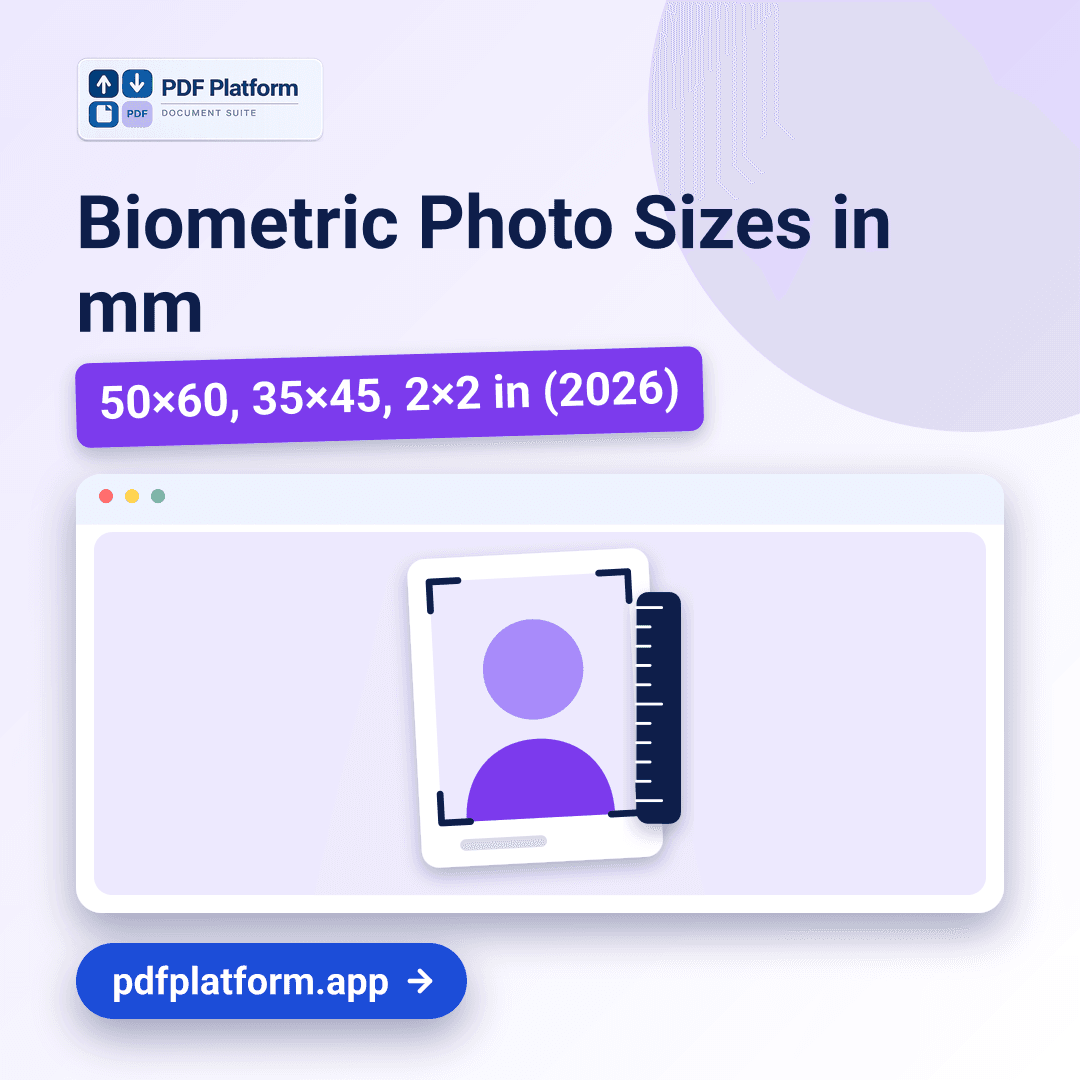 PDF Platform
DOCUMENT SUITE
PDF
Biometric Photo Sizes in
mm
50×60, 35×45, 2×2 in (2026)
pdfplatform.app →